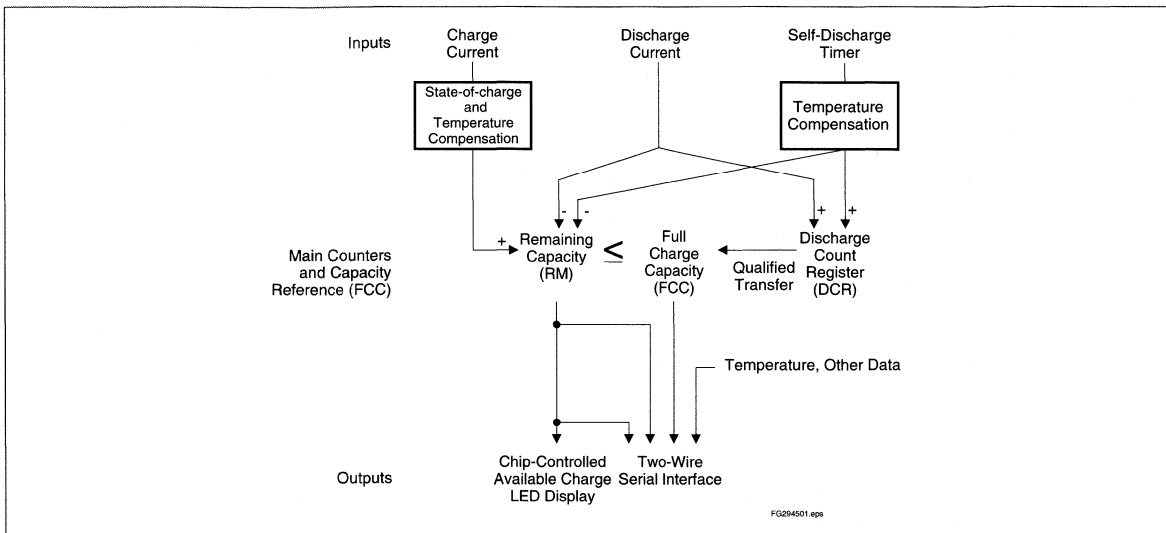 Inputs
Charge
Current
Discharge
Current
Self-Discharge
Timer
State-of-charge
and
Temperature
Compensation
Temperature
Compensation
- -
+ +
+
Main Counters
and Capacity
Reference (FCC)
Remaining
Capacity
(RM)
≤
Full
Charge
Capacity
(FCC)
Qualified
Transfer
Discharge
Count
Register
(DCR)
Temperature, Other Data
Outputs
Chip-Controlled
Available Charge
LED Display
Two-Wire
Serial Interface
FG294501.eps